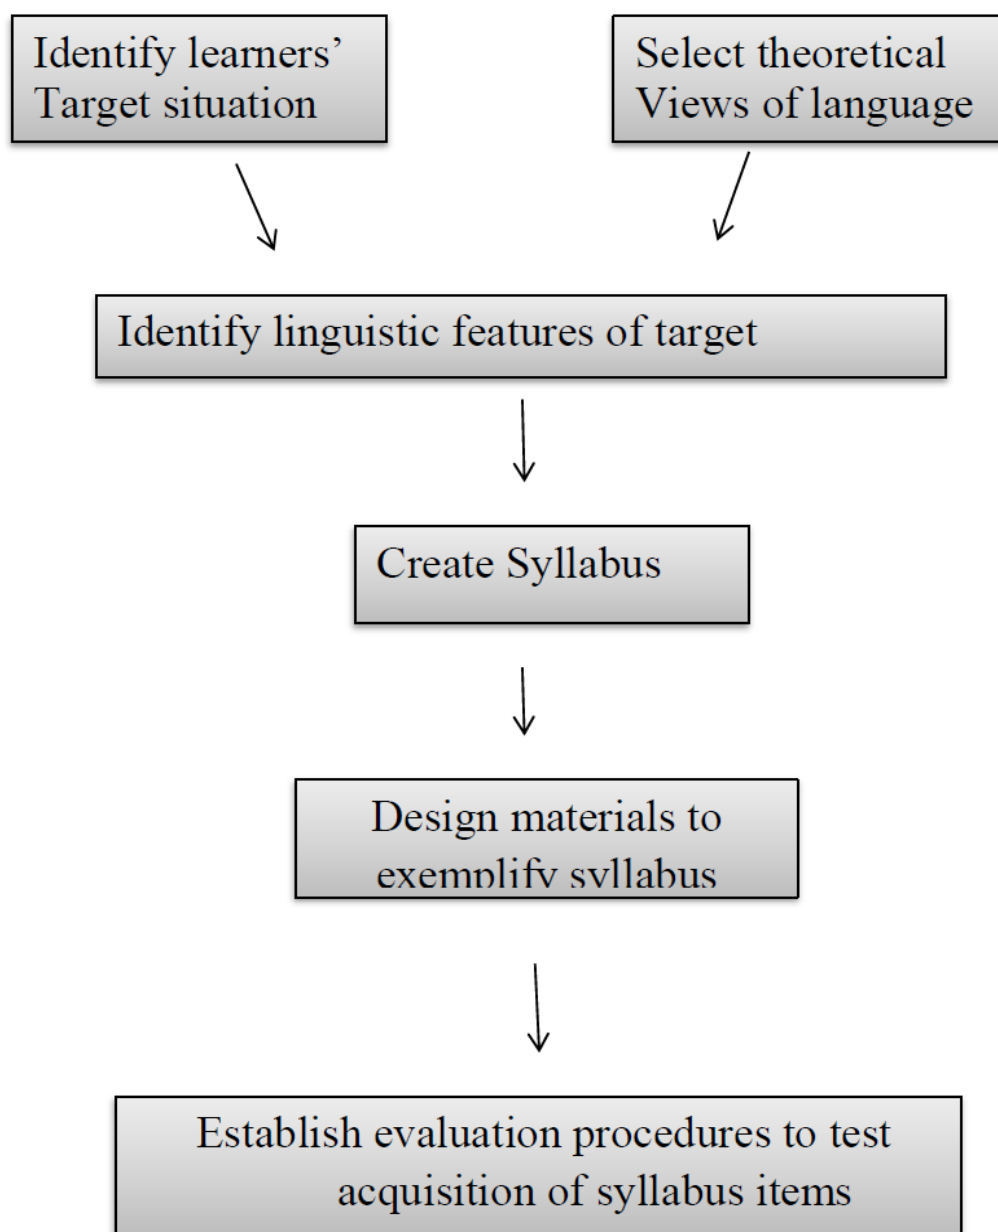 Identify learners’
Target situation
Select theoretical
Views of language
Identify linguistic features of target
Create Syllabus
Design materials to
exemplify syllabus
Establish evaluation procedures to test
acquisition of syllabus items